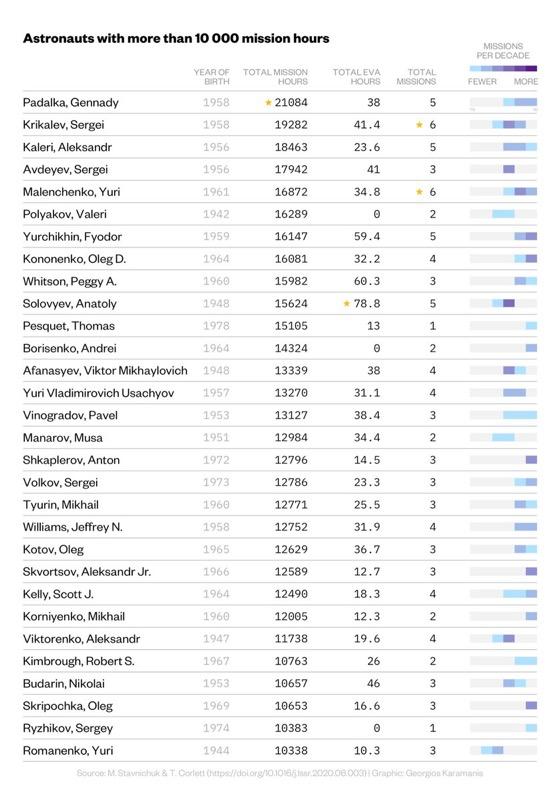 Astronauts with more than 10 000 mission hours
MISSIONS
PER DECADE
FEWER MORE
YEAR OF BIRTH TOTAL MISSION HOURS TOTAL EVA HOURS TOTAL MISSIONS
Padalka, Gennady 1958 ★ 21084 38 5
Krikalev, Sergei 1958 19282 41.4 ★ 6
Kaleri, Aleksandr 1956 18463 23.6 5
Avdeyev, Sergei 1956 17942 41 3
Malenchenko, Yuri 1961 16872 34.8 ★ 6
Polyakov, Valeri 1942 16289 0 2
Yurchikhin, Fyodor 1959 16147 59.4 5
Kononenko, Oleg D. 1964 16081 32.2 4
Whitson, Peggy A. 1960 15982 60.3 3
Solovyev, Anatoly 1948 15624 ★ 78.8 5
Pesquet, Thomas 1978 15105 13 1
Borisenko, Andrei 1964 14324 0 2
Afanasyev, Viktor Mikhaylovich 1948 13339 38 4
Yuri Vladimirovich Usachyov 1957 13270 31.1 4
Vinogradov, Pavel 1953 13127 38.4 3
Manarov, Musa 1951 12984 34.4 2
Shkaplerov, Anton 1972 12796 14.5 3
Volkov, Sergei 1973 12786 23.3 3
Tyurin, Mikhail 1960 12771 25.5 3
Williams, Jeffrey N. 1958 12752 31.9 4
Kotov, Oleg 1965 12629 36.7 3
Skvortsov, Aleksandr Jr. 1966 12589 12.7 3
Kelly, Scott J. 1964 12490 18.3 4
Korniyenko, Mikhail 1960 12005 12.3 2
Viktorenko, Aleksandr 1947 11738 19.6 4
Kimbrough, Robert S. 1967 10763 26 2
Budarin, Nikolai 1953 10657 46 3
Skripochka, Oleg 1969 10653 16.6 3
Ryzhikov, Sergey 1974 10383 0 1
Romanenko, Yuri 1944 10338 10.3 3
Source: M. Stavnichuk & T. Corlett (https://doi.org/10.1016/j.lssr.2020.08.003) | Graphic: Georgios Karamanis